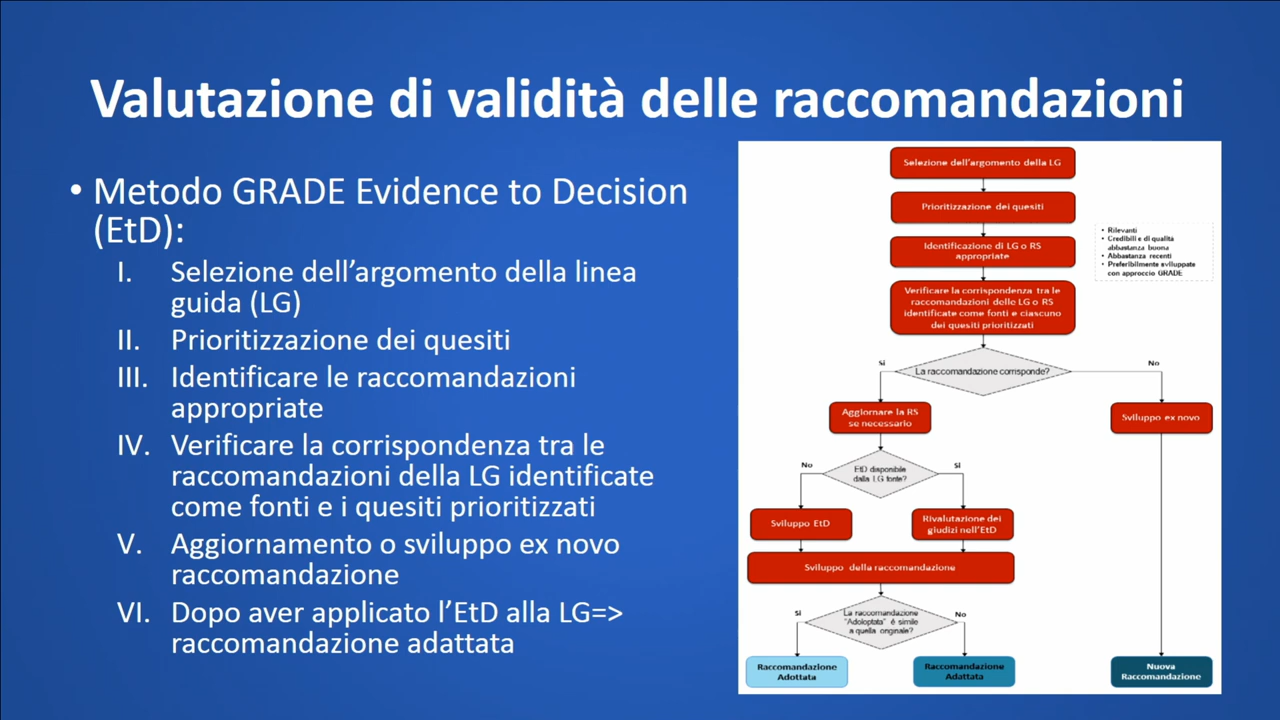 Valutazione di validità delle raccomandazioni
• Metodo GRADE Evidence to Decision
(EtD):
I. Selezione dell'argomento della linea
guida (LG)
II. Prioritizzazione dei quesiti
III. Identificare le raccomandazioni
appropriate
IV. Verificare la corrispondenza tra le
raccomandazioni della LG identificate
come fonti e i quesiti prioritizzati
V. Aggiornamento o sviluppo ex novo
raccomandazione
VI. Dopo aver applicato l'EtD alla LG=>
raccomandazione adattata
Selezione dell'argomento della LG
Prioritizzazione dei quesiti
Identificazione di LG o RS
appropriate
• Rilevanti
• Credibili e di qualità
abbastanza buona
• Abbastanza recenti
• Preferibilmente sviluppate
con approccio GRADE
Verificare la corrispondenza tra le
raccomandazioni delle LG o RS
identificate come fonti e ciascuno
dei quesiti prioritizzati
La raccomandazione corrisponde?
Sì
No
Aggiornare la RS
se necessario
Sviluppo ex novo
EtD disponibile
dalla LG fonte?
No
Sì
Sviluppo EtD
Rivalutazione dei
giudizi nell'EtD
Sviluppo della raccomandazione
La raccomandazione
"Adoloptata" é simile
a quella originale?
Sì
No
Raccomandazione
Adottata
Raccomandazione
Adattata
Nuova
Raccomandazione